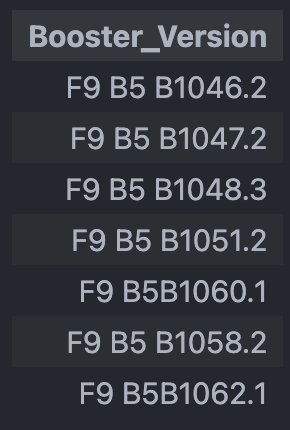 Booster_Version
F9 B5 B1046.2
F9 B5 B1047.2
F9 B5 B1048.3
F9 B5 B1051.2
F9 B5B1060.1
F9 B5 B1058.2
F9 B5B1062.1